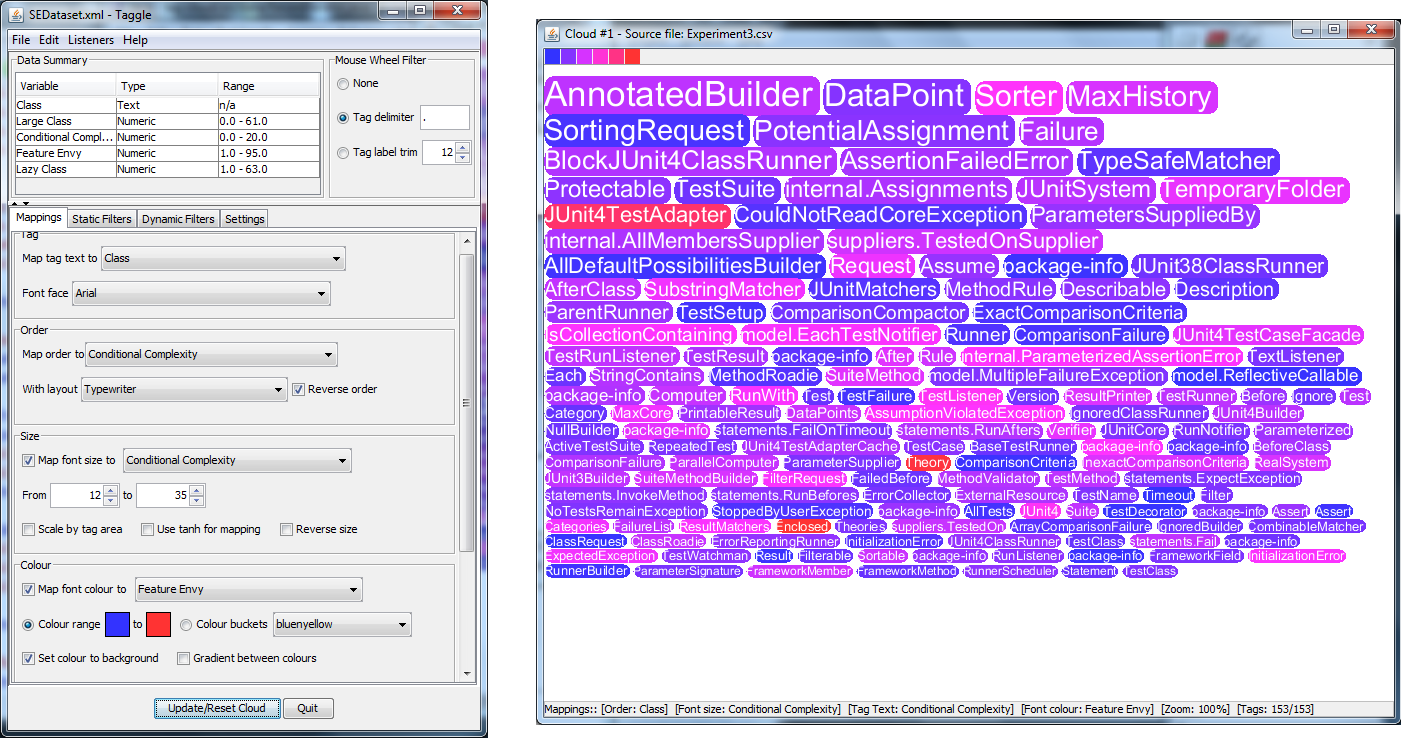 SEDataset.xml - Taggle
File Edit Listeners Help
Data Summary
Variable Type Range
Class Text n/a
Large Class Numeric 0.0 - 61.0
Conditional Compl... Numeric 0.0 - 20.0
Feature Envy Numeric 1.0 - 95.0
Lazy Class Numeric 1.0 - 63.0
Mouse Wheel Filter
None
Tag delimiter .
Tag label trim 12
Mappings Static Filters Dynamic Filters Settings
Tag
Map tag text to Class
Font face Arial
Order
Map order to Conditional Complexity
With layout Typewriter Reverse order
Size
Map font size to Conditional Complexity
From 12 to 35
Scale by tag area Use tanh for mapping Reverse size
Colour
Map font colour to Feature Envy
Colour range to Colour buckets bluenyellow
Set colour to background Gradient between colours
Update/Reset Cloud Quit
Cloud #1 - Source file: Experiment3.csv
AnnotatedBuilder DataPoint Sorter MaxHistory
SortingRequest PotentialAssignment Failure
BlockJUnit4ClassRunner AssertionFailedError TypeSafeMatcher
Protectable TestSuite internal.Assignments JUnitSystem TemporaryFolder
JUnit4TestAdapter CouldNotReadCoreException ParametersSuppliedBy
internal.AllMembersSupplier suppliers.TestedOnSupplier
AllDefaultPossibilitiesBuilder Request Assume package-info JUnit38ClassRunner
AfterClass SubstringMatcher JUnitMatchers MethodRule Describable Description
ParentRunner TestSetup ComparisonCompactor ExactComparisonCriteria
IsCollectionContaining model.EachTestNotifier Runner ComparisonFailure JUnit4TestCaseFacade
TestRunListener TestResult package-info After Rule internal.ParameterizedAssertionError TextListener
Each StringContains MethodRoadie SuiteMethod model.MultipleFailureException model.ReflectiveCallable
package-info Computer RunWith Test TestFailure TestListener Version ResultPrinter TestRunner Before Ignore Test
Category MaxCore PrintableResult DataPoints AssumptionViolatedException IgnoredClassRunner JUnit4Builder
NullBuilder package-info statements.FailOnTimeout statements.RunAfters Verifier JUnitCore RunNotifier Parameterized
ActiveTestSuite RepeatedTest JUnit4TestAdapterCache TestCase BaseTestRunner package-info package-info BeforeClass
ComparisonFailure ParallelComputer ParameterSupplier Theory ComparisonCriteria InexactComparisonCriteria RealSystem
JUnit3Builder SuiteMethodBuilder FilterRequest FailedBefore MethodValidator TestMethod statements.ExpectException
statements.InvokeMethod statements.RunBefores ErrorCollector ExternalResource TestName Timeout Filter
NoTestsRemainException StoppedByUserException package-info AllTests JUnit4 Suite TestDecorator package-info Assert Assert
Categories FailureList ResultMatchers Enclosed Theories suppliers.TestedOn ArrayComparisonFailure IgnoredBuilder CombinableMatcher
ClassRequest ClassRoadie ErrorReportingRunner InitializationError JUnit4ClassRunner TestClass statements.Fail package-info
ExpectedException TestWatchman Result Filterable Sortable package-info RunListener package-info FrameworkField InitializationError
RunnerBuilder ParameterSignature FrameworkMember FrameworkMethod RunnerScheduler Statement TestClass
Mappings:: [Order: Class] [Font size: Conditional Complexity] [Tag Text: Conditional Complexity] [Font colour: Feature Envy] [Zoom: 100%] [Tags: 153/153]